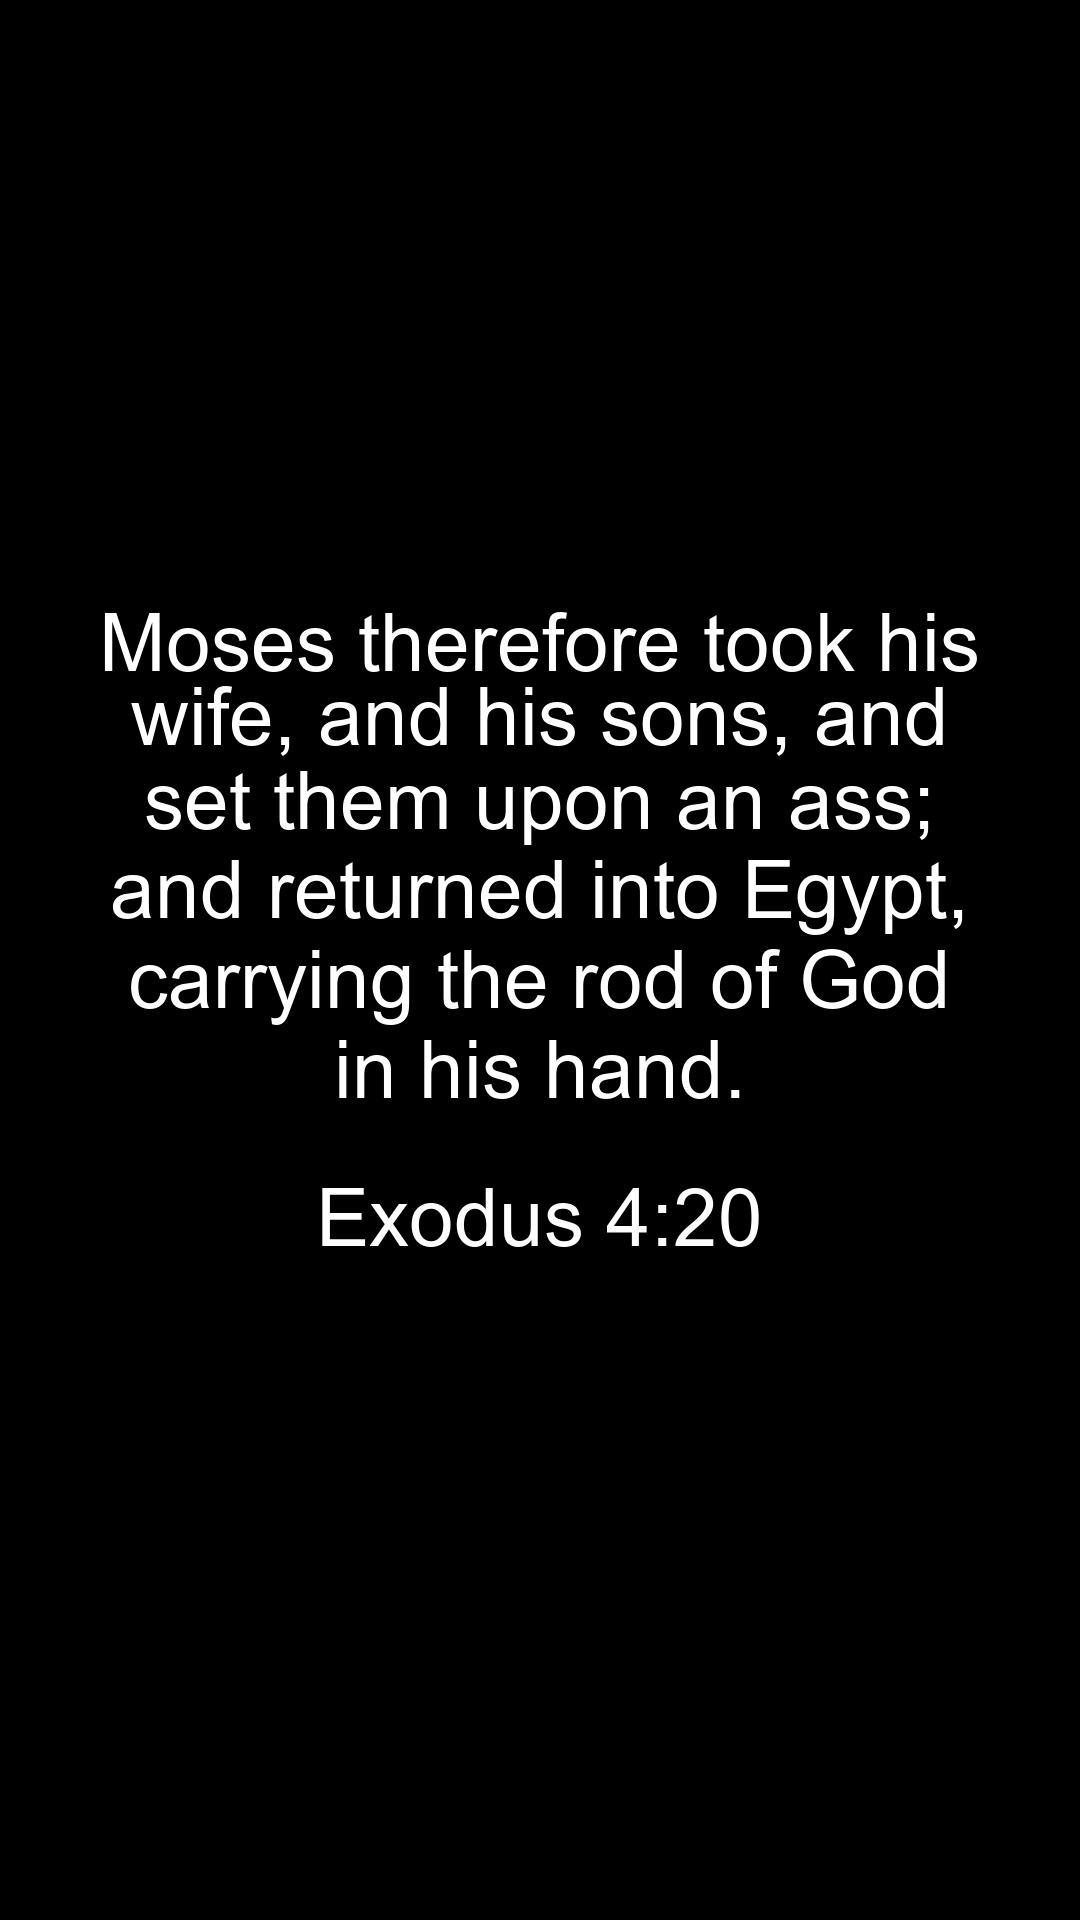 Moses therefore took his
wife, and his sons, and
set them upon an ass;
and returned into Egypt,
carrying the rod of God
in his hand.
Exodus 4:20